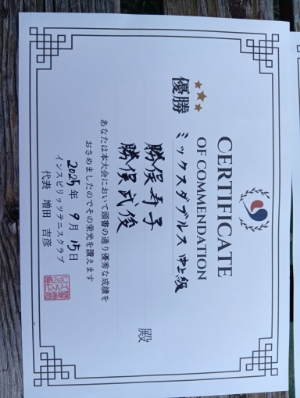 CERTIFICATE
OF COMMENDATION
優勝 ミックスダブルス 中上級
勝俣寿子
勝俣武俊 殿
あなたは本大会において頭書の通り優秀な成績を
おさめましたのでその栄光を讃えます
2025年 9月 15日
インスピリッツテニスクラブ
代表 増田 吉彦